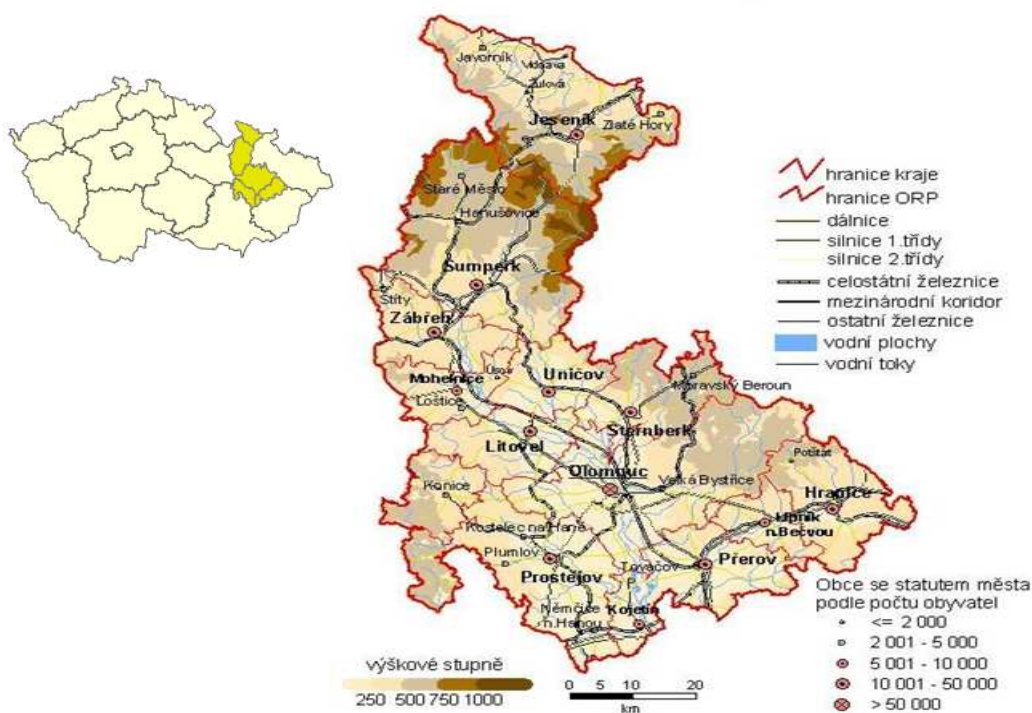 Javorník
Vidnava
Žulová
Jeseník
Zlaté Hory
Staré Město
Hanušovice
Šumperk
Štíty
Zábřeh
Mohelnice
Úsov
Uničov
Moravský Beroun
Loštice
Šternberk
Litovel
Olomouc
Potštát
Konice
Velká Bystřice
Hranice
Kostelec na Hané
Lipník
n.Bečvou
Plumlov
Přerov
Prostějov
Tovačov
Němčice
n.Hanou
Kojetín
hranice kraje
hranice ORP
dálnice
silnice 1.třídy
silnice 2.třídy
celostátní železnice
mezinárodní koridor
ostatní železnice
vodní plochy
vodní toky
Obce se statutem města
podle počtu obyvatel
<= 2 000
2 001 - 5 000
5 001 - 10 000
10 001 - 50 000
> 50 000
výškové stupně
250 500 750 1000
0 5 10 20
km